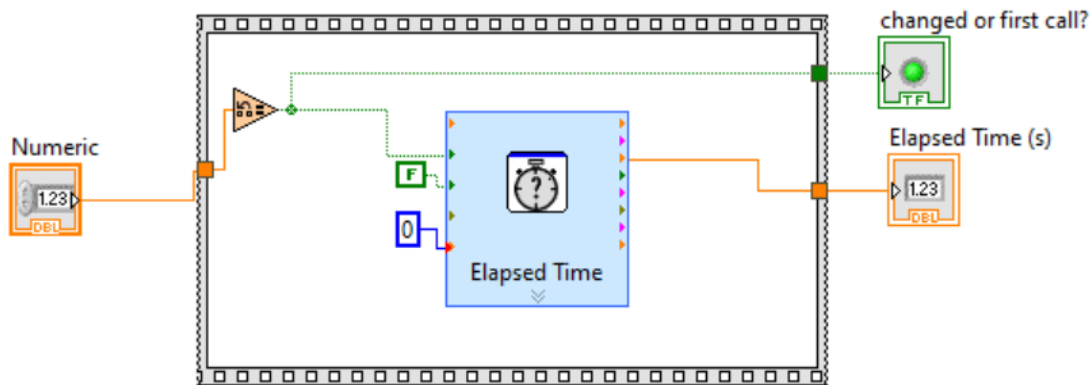 changed or first call?
TF
Numeric
1.23
DBL
F
?
0
Elapsed Time
Elapsed Time (s)
1.23
DBL